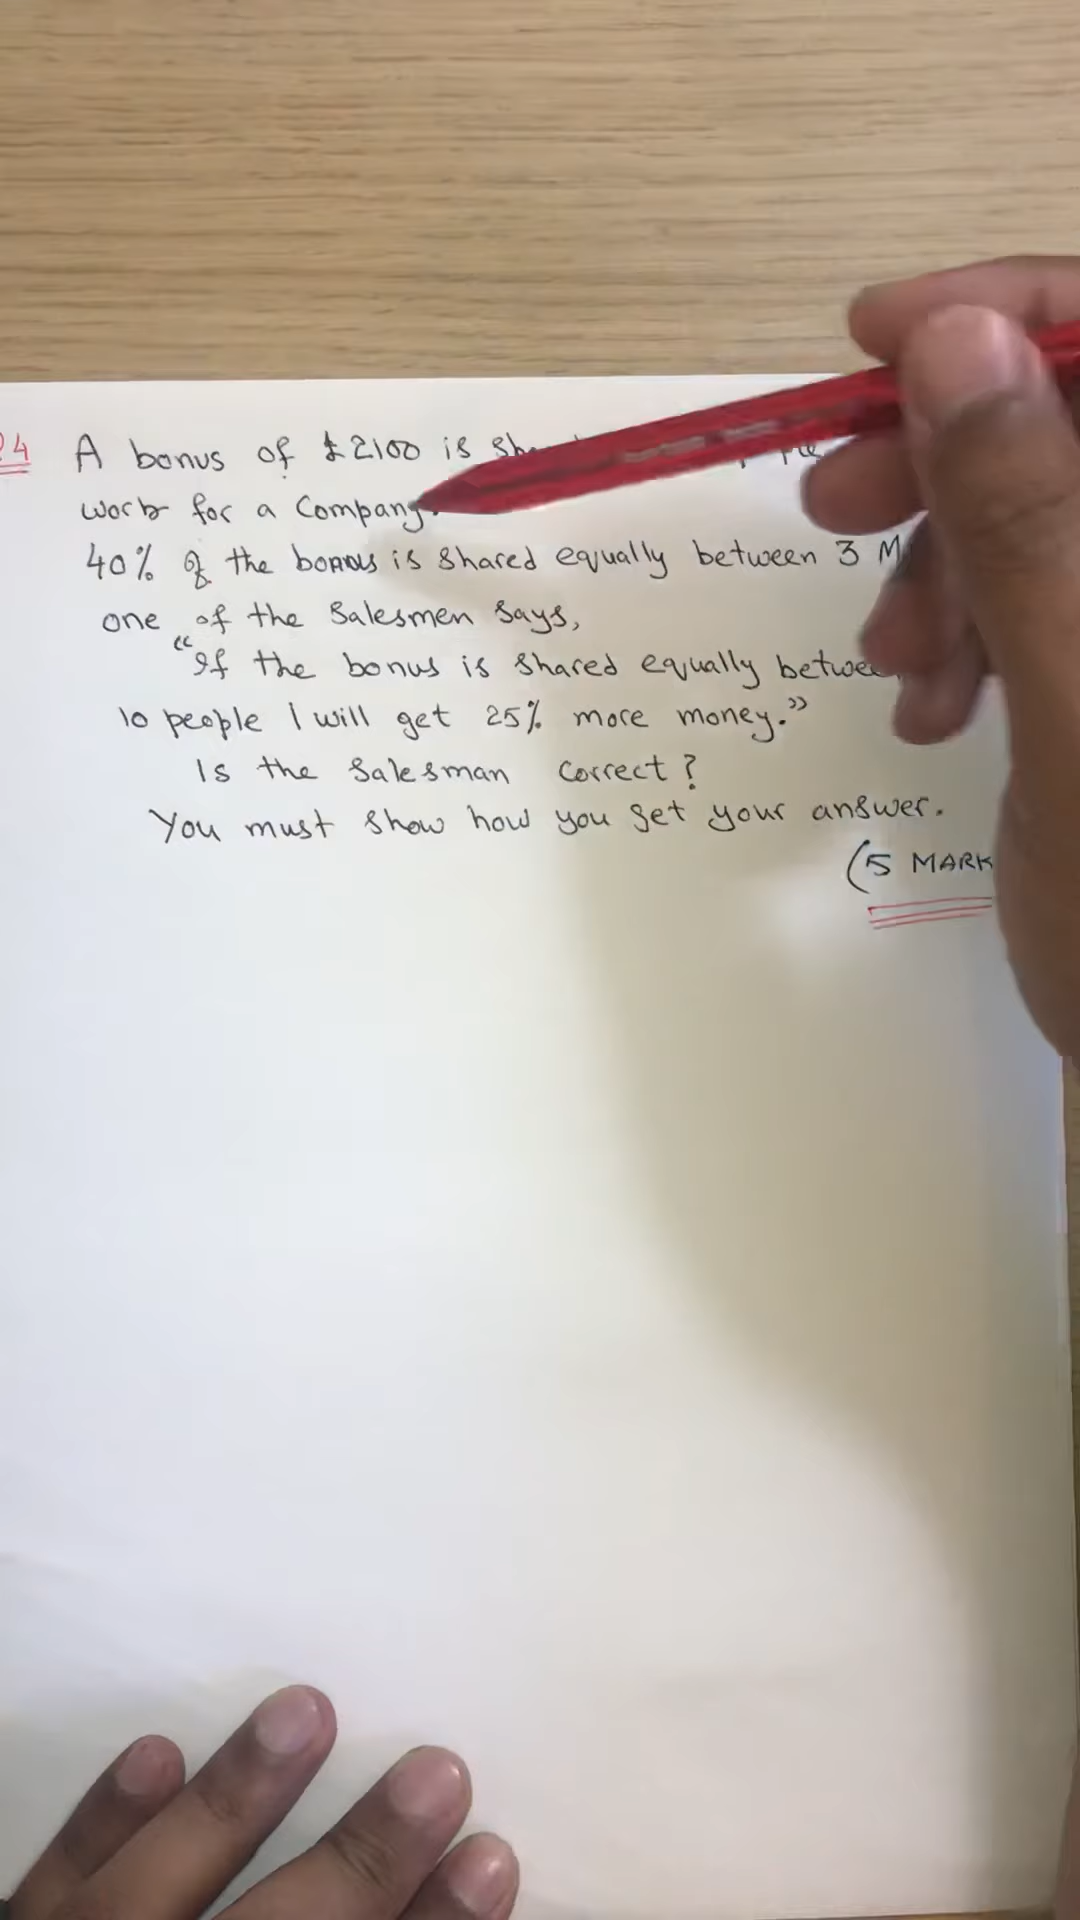 24 A bonus of £2100 is
work for a Company.
40% of the bonus is shared equally between 3
one of the Salesmen says,
"If the bonus is shared equally
10 people I will get 25% more money."
Is the Salesman Correct?
You must show how you get your answer.
(5 MARK